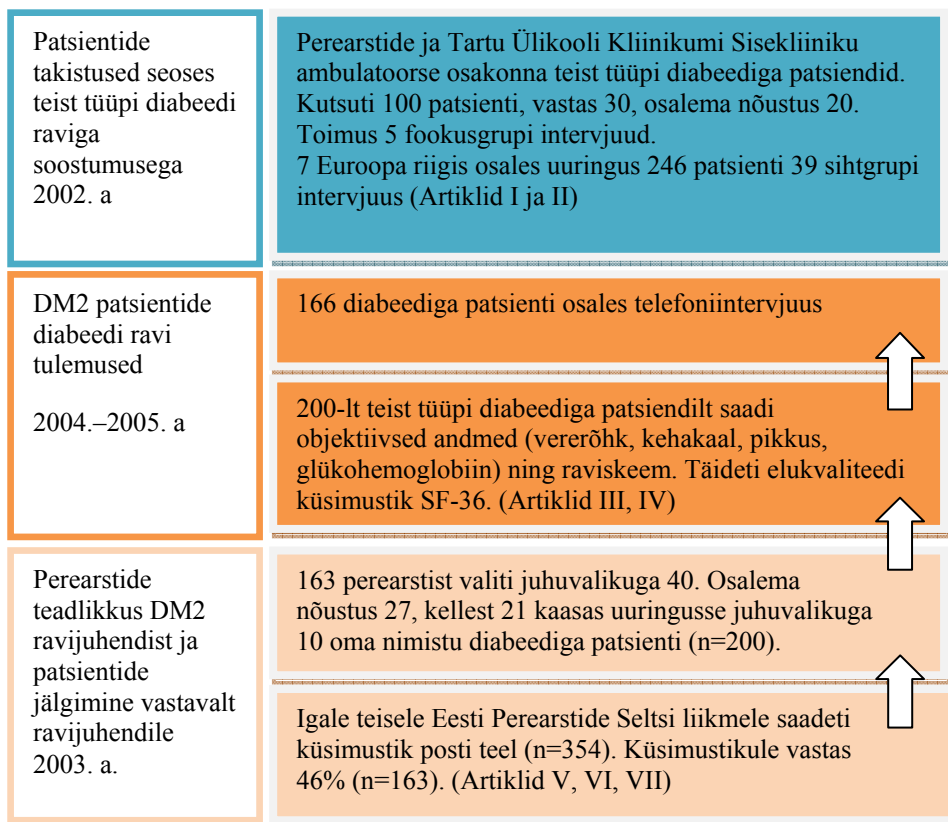 Patsientide
takistused seoses
teist tüüpi diabeedi
raviga
soostumusega
2002. a
Perearstide ja Tartu Ülikooli Kliinikumi Sisekliiniku
ambulatoorse osakonna teist tüüpi diabeediga patsiendid.
Kutsuti 100 patsienti, vastas 30, osalema nõustus 20.
Toimus 5 fookusgrupi intervjuud.
7 Euroopa riigis osales uuringus 246 patsienti 39 sihtgrupi
intervjuus (Artiklid I ja II)
DM2 patsientide
diabeedi ravi
tulemused
2004.–2005. a
166 diabeediga patsienti osales telefoniintervjuus
200-lt teist tüüpi diabeediga patsiendilt saadi
objektiivsed andmed (vererõhk, kehakaal, pikkus,
glükohemoglobiin) ning raviskeem. Täideti elukvaliteedi
küsimustik SF-36. (Artiklid III, IV)
Perearstide
teadlikkus DM2
ravijuhendist ja
patsientide
jälgimine vastavalt
ravijuhendile
2003. a.
163 perearstist valiti juhuvalikuga 40. Osalema
nõustus 27, kellest 21 kaasas uuringusse juhuvalikuga
10 oma nimistu diabeediga patsienti (n=200).
Igale teisele Eesti Perearstide Seltsi liikmele saadeti
küsimustik posti teel (n=354). Küsimustikule vastas
46% (n=163). (Artiklid V, VI, VII)